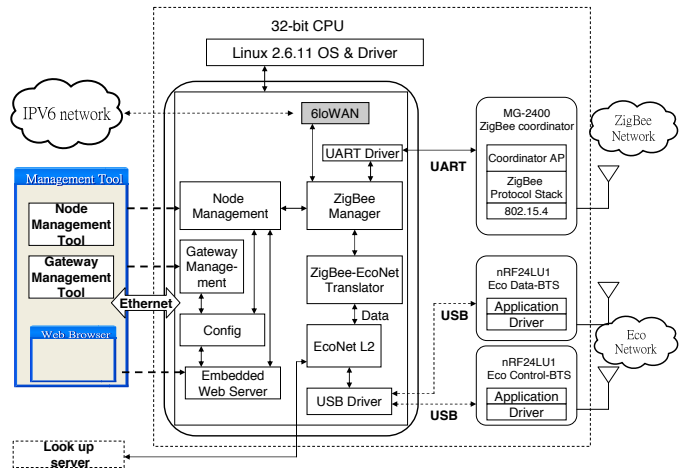 32-bit CPU
Linux 2.6.11 OS & Driver
IPV6 network
6loWAN
UART Driver
UART
MG-2400
ZigBee coordinator
Coordinator AP
ZigBee
Protocol Stack
802.15.4
ZigBee
Network
Management Tool
Node
Management
Tool
Gateway
Management
Tool
Ethernet
Web Browser
Node
Management
ZigBee
Manager
Gateway
Manage-
ment
ZigBee-EcoNet
Translator
Data
Config
EcoNet L2
Embedded
Web Server
USB Driver
USB
nRF24LU1
Eco Data-BTS
Application
Driver
Eco
Network
nRF24LU1
Eco Control-BTS
Application
Driver
USB
Look up
server